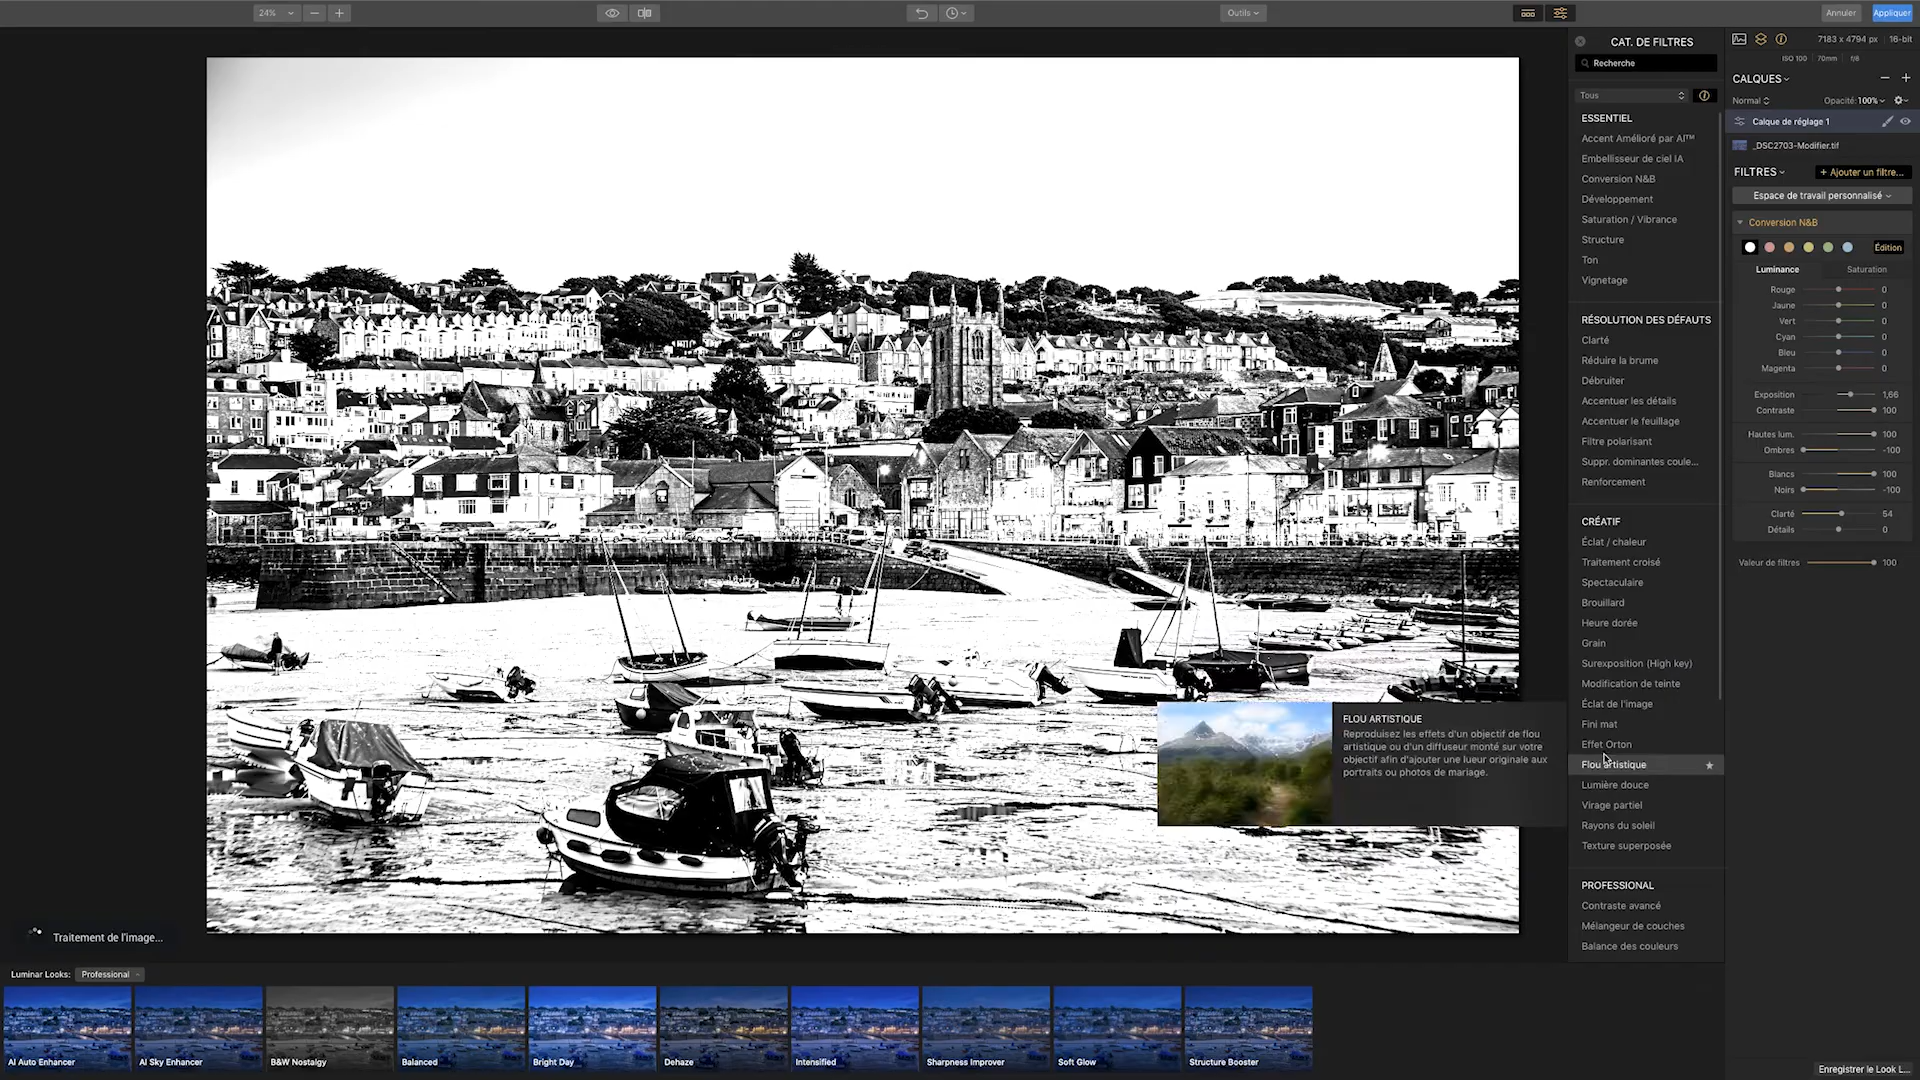 24%
Outils
Annuler
Appliquer
CAT. DE FILTRES
Recherche
Tous
ESSENTIEL
Accent Amélioré par AI™
Embellisseur de ciel IA
Conversion N&B
Développement
Saturation / Vibrance
Structure
Ton
Vignetage
RÉSOLUTION DES DÉFAUTS
Clarté
Réduire la brume
Débruiter
Accentuer les détails
Accentuer le feuillage
Filtre polarisant
Suppr. dominantes coule...
Renforcement
CRÉATIF
Éclat / chaleur
Traitement croisé
Spectaculaire
Brouillard
Heure dorée
Grain
Surexposition (High key)
Modification de teinte
Éclat de l'image
Fini mat
Effet Orton
Flou artistique
Lumière douce
Virage partiel
Rayons du soleil
Texture superposée
PROFESSIONAL
Contraste avancé
Mélangeur de couches
Balance des couleurs
7183 x 4794 px 16-bit
ISO 100 70mm f/8
CALQUES
Normal Opacité: 100%
Calque de réglage 1
_DSC2703-Modifier.tif
FILTRES + Ajouter un filtre...
Espace de travail personnalisé
Conversion N&B
Édition
Luminance Saturation
Rouge 0
Jaune 0
Vert 0
Cyan 0
Bleu 0
Magenta 0
Exposition 1,66
Contraste 100
Hautes lum. 100
Ombres -100
Blancs 100
Noirs -100
Clarté 54
Détails 0
Valeur de filtres 100
FLOU ARTISTIQUE
Reproduisez les effets d'un objectif de flou
artistique ou d'un diffuseur monté sur votre
objectif afin d'ajouter une lueur originale aux
portraits ou photos de mariage.
Traitement de l'image...
Luminar Looks: Professional
AI Auto Enhancer
AI Sky Enhancer
B&W Nostalgy
Balanced
Bright Day
Dehaze
Intensified
Sharpness Improver
Soft Glow
Structure Booster
Enregistrer le Look L...